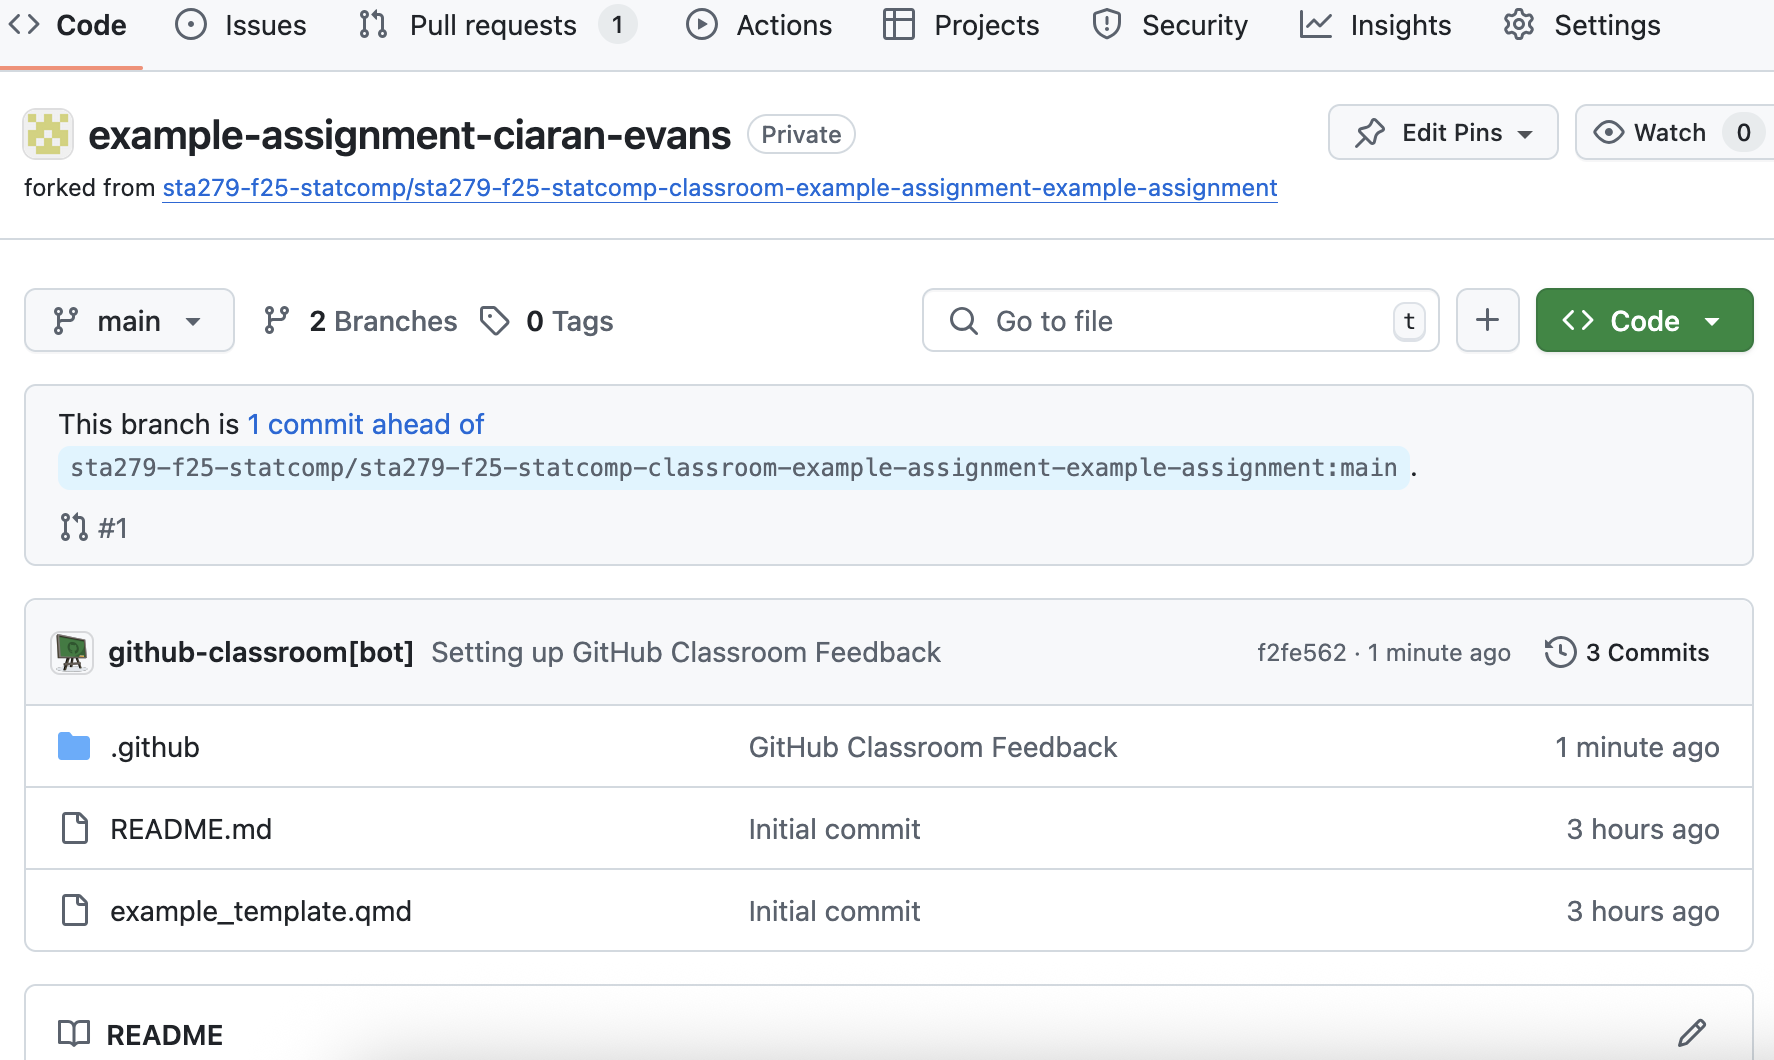 Code Issues Pull requests 1 Actions Projects Security Insights Settings
example-assignment-ciaran-evans Private Edit Pins Watch 0
forked from sta279-f25-statcomp/sta279-f25-statcomp-classroom-example-assignment-example-assignment
main 2 Branches 0 Tags Go to file t + Code
This branch is 1 commit ahead of
sta279-f25-statcomp/sta279-f25-statcomp-classroom-example-assignment-example-assignment:main .
#1
github-classroom[bot] Setting up GitHub Classroom Feedback f2fe562 · 1 minute ago 3 Commits
.github GitHub Classroom Feedback 1 minute ago
README.md Initial commit 3 hours ago
example_template.qmd Initial commit 3 hours ago
README